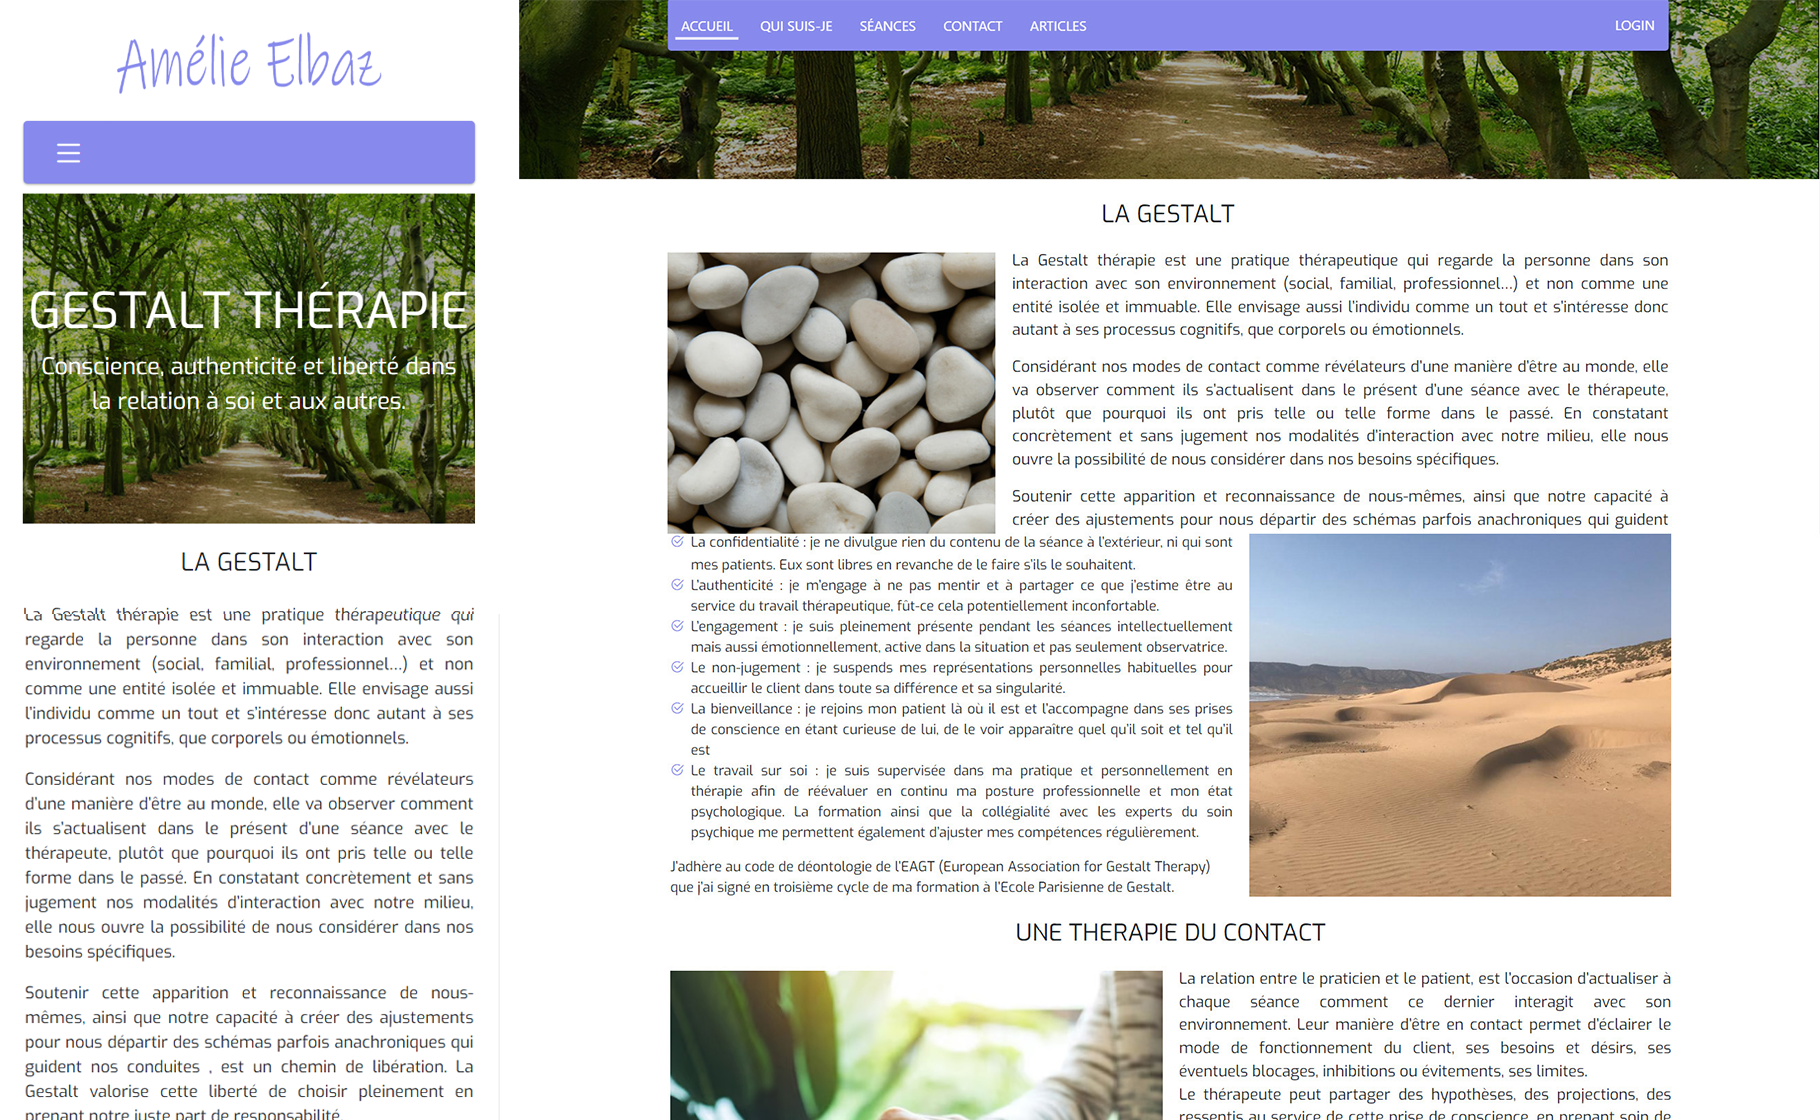 Amélie Elbaz
GESTALT THÉRAPIE
Conscience, authenticité et liberté dans
la relation à soi et aux autres.
LA GESTALT
La Gestalt thérapie est une pratique thérapeutique qui
regarde la personne dans son interaction avec son
environnement (social, familial, professionnel…) et non
comme une entité isolée et immuable. Elle envisage aussi
l'individu comme un tout et s'intéresse donc autant à ses
processus cognitifs, que corporels ou émotionnels.
Considérant nos modes de contact comme révélateurs
d'une manière d'être au monde, elle va observer comment
ils s'actualisent dans le présent d'une séance avec le
thérapeute, plutôt que pourquoi ils ont pris telle ou telle
forme dans le passé. En constatant concrètement et sans
jugement nos modalités d'interaction avec notre milieu,
elle nous ouvre la possibilité de nous considérer dans nos
besoins spécifiques.
Soutenir cette apparition et reconnaissance de nous-
mêmes, ainsi que notre capacité à créer des ajustements
pour nous départir des schémas parfois anachroniques qui
guident nos conduites , est un chemin de libération. La
Gestalt valorise cette liberté de choisir pleinement en
prenant notre juste part de responsabilité.
ACCUEIL QUI SUIS-JE SÉANCES CONTACT ARTICLES LOGIN
LA GESTALT
La Gestalt thérapie est une pratique thérapeutique qui regarde la personne dans son
interaction avec son environnement (social, familial, professionnel…) et non comme une
entité isolée et immuable. Elle envisage aussi l'individu comme un tout et s'intéresse donc
autant à ses processus cognitifs, que corporels ou émotionnels.
Considérant nos modes de contact comme révélateurs d'une manière d'être au monde, elle
va observer comment ils s'actualisent dans le présent d'une séance avec le thérapeute,
plutôt que pourquoi ils ont pris telle ou telle forme dans le passé. En constatant
concrètement et sans jugement nos modalités d'interaction avec notre milieu, elle nous
ouvre la possibilité de nous considérer dans nos besoins spécifiques.
Soutenir cette apparition et reconnaissance de nous-mêmes, ainsi que notre capacité à
créer des ajustements pour nous départir des schémas parfois anachroniques qui guident
La confidentialité : je ne divulgue rien du contenu de la séance à l'extérieur, ni qui sont
mes patients. Eux sont libres en revanche de le faire s'ils le souhaitent.
L'authenticité : je m'engage à ne pas mentir et à partager ce que j'estime être au
service du travail thérapeutique, fût-ce cela potentiellement inconfortable.
L'engagement : je suis pleinement présente pendant les séances intellectuellement
mais aussi émotionnellement, active dans la situation et pas seulement observatrice.
Le non-jugement : je suspends mes représentations personnelles habituelles pour
accueillir le client dans toute sa différence et sa singularité.
La bienveillance : je rejoins mon patient là où il est et l'accompagne dans ses prises
de conscience en étant curieuse de lui, de le voir apparaître quel qu'il soit et tel qu'il
est
Le travail sur soi : je suis supervisée dans ma pratique et personnellement en
thérapie afin de réévaluer en continu ma posture professionnelle et mon état
psychologique. La formation ainsi que la collégialité avec les experts du soin
psychique me permettent également d'ajuster mes compétences régulièrement.
J'adhère au code de déontologie de l'EAGT (European Association for Gestalt Therapy)
que j'ai signé en troisième cycle de ma formation à l'Ecole Parisienne de Gestalt.
UNE THERAPIE DU CONTACT
La relation entre le praticien et le patient, est l'occasion d'actualiser à
chaque séance comment ce dernier interagit avec son
environnement. Leur manière d'être en contact permet d'éclairer le
mode de fonctionnement du client, ses besoins et désirs, ses
éventuels blocages, inhibitions ou évitements, ses limites.
Le thérapeute peut partager des hypothèses, des projections, des
ressentis au service de cette prise de conscience, en prenant soin de